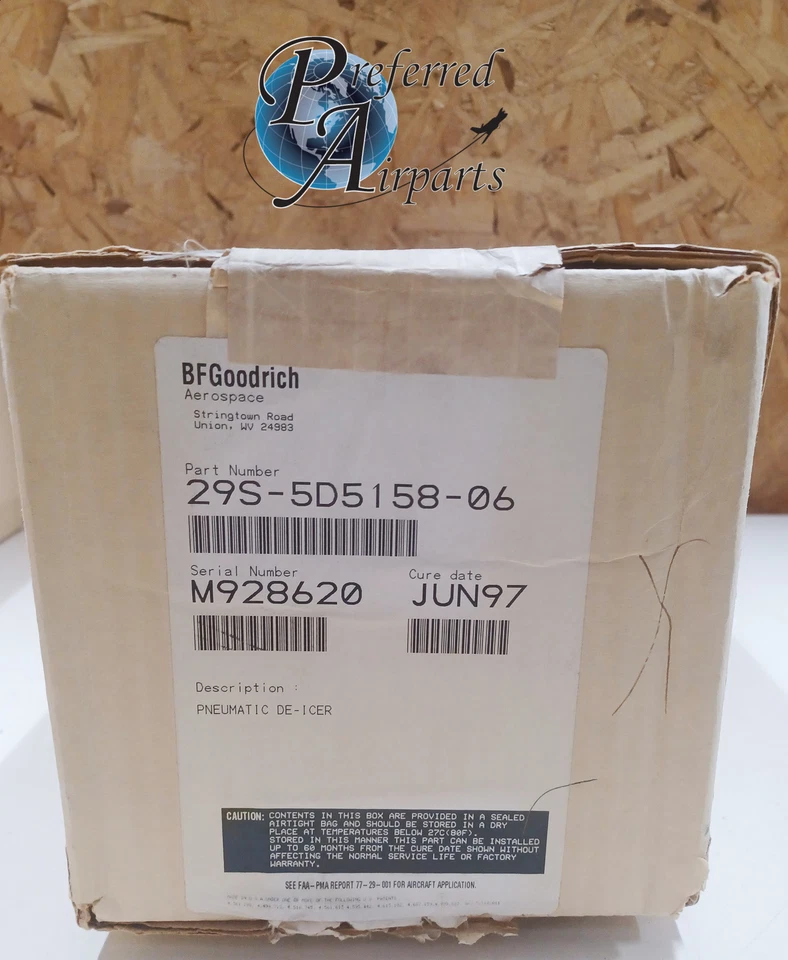 Preferred
Airparts
BFGoodrich
Aerospace
Stringtown Road
Union, WV 24983
Part Number
29S-5D5158-06
Serial Number
M928620
Cure date
JUN97
Description :
PNEUMATIC DE-ICER
CAUTION: CONTENTS IN THIS BOX ARE PROVIDED IN A SEALED
AIRTIGHT BAG AND SHOULD BE STORED IN A DRY
PLACE AT TEMPERATURES BELOW 27C(80F).
STORED IN THIS MANNER THIS PART CAN BE INSTALLED
UP TO 60 MONTHS FROM THE CURE DATE SHOWN WITHOUT
AFFECTING THE NORMAL SERVICE LIFE OR FACTORY
WARRANTY.
SEE FAA-PMA REPORT 77-29-001 FOR AIRCRAFT APPLICATION.